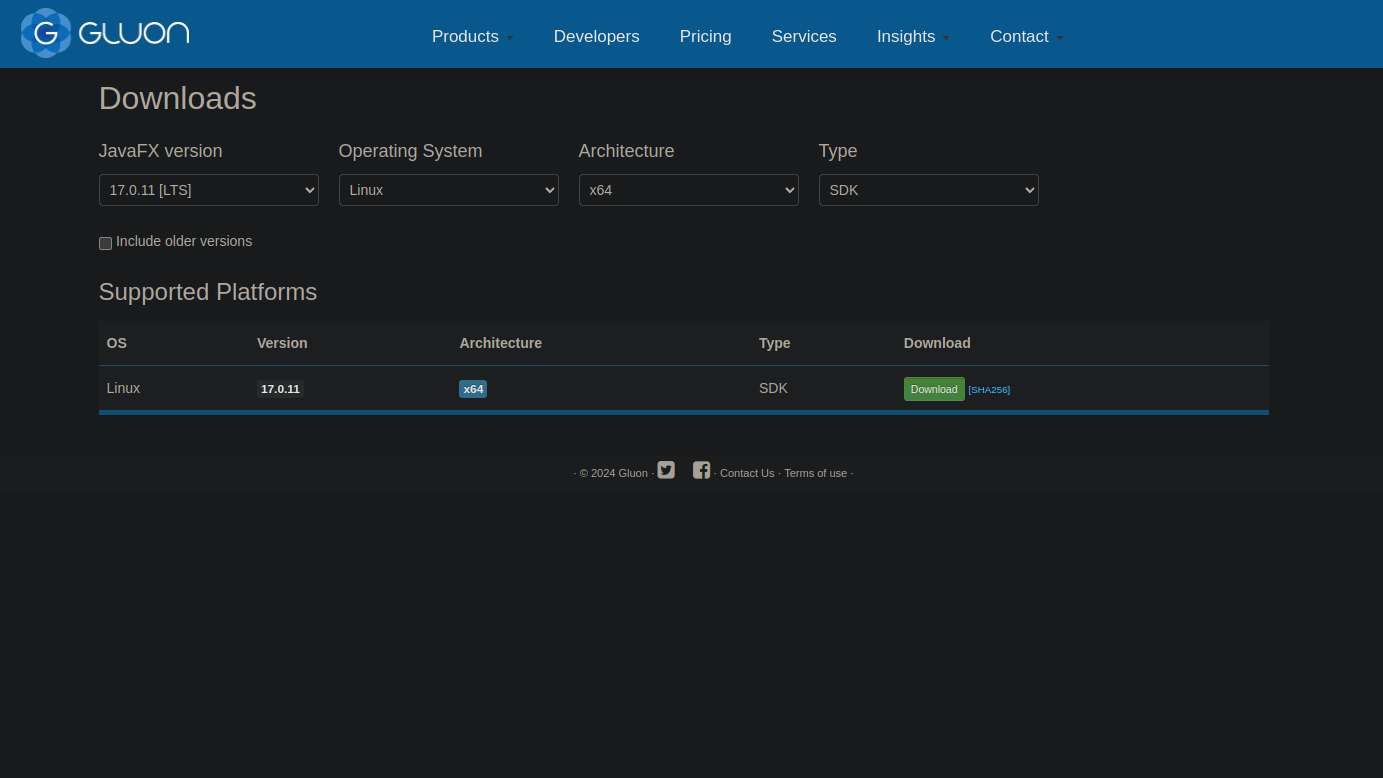 G GLUON Products Developers Pricing Services Insights Contact
Downloads
JavaFX version Operating System Architecture Type
17.0.11 [LTS] Linux x64 SDK
Include older versions
Supported Platforms
OS Version Architecture Type Download
Linux 17.0.11 x64 SDK Download [SHA256]
· © 2024 Gluon · · Contact Us · Terms of use ·